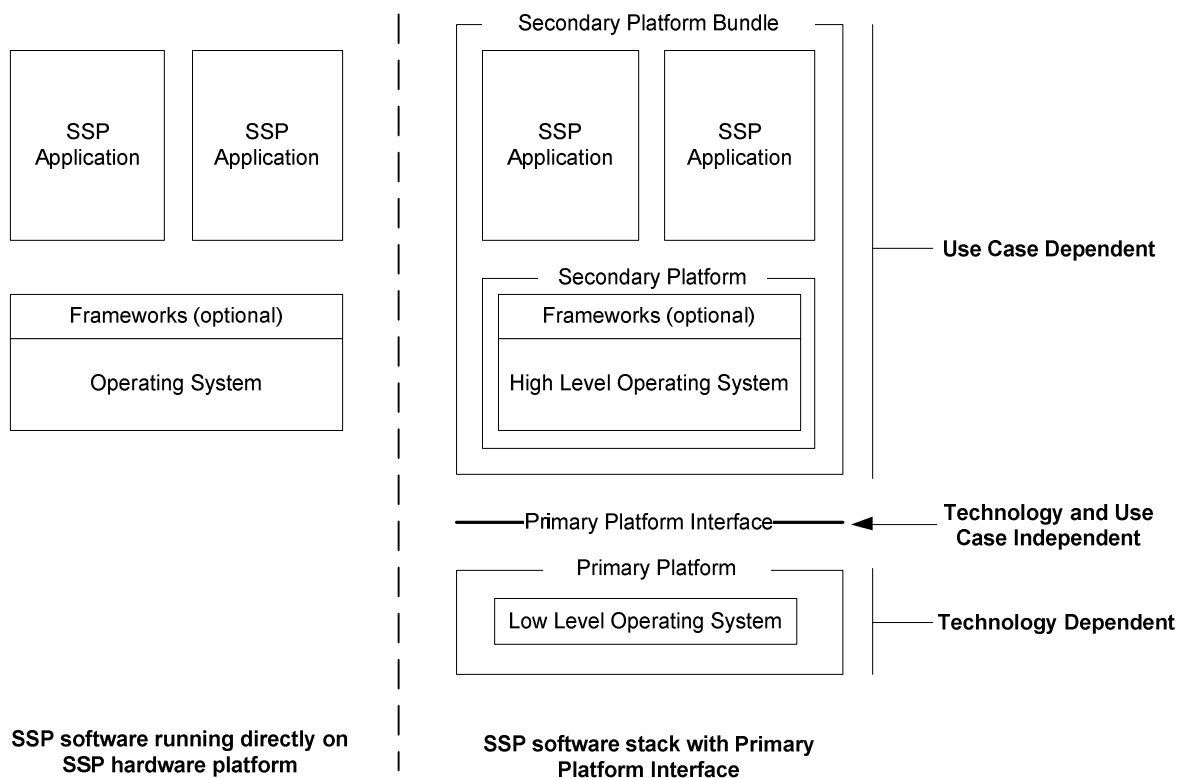 SSP
Application
SSP
Application
Frameworks (optional)
Operating System
SSP software running directly on
SSP hardware platform
Secondary Platform Bundle
SSP
Application
SSP
Application
Secondary Platform
Frameworks (optional)
High Level Operating System
Primary Platform Interface
Primary Platform
Low Level Operating System
SSP software stack with Primary
Platform Interface
Use Case Dependent
Technology and Use
Case Independent
Technology Dependent